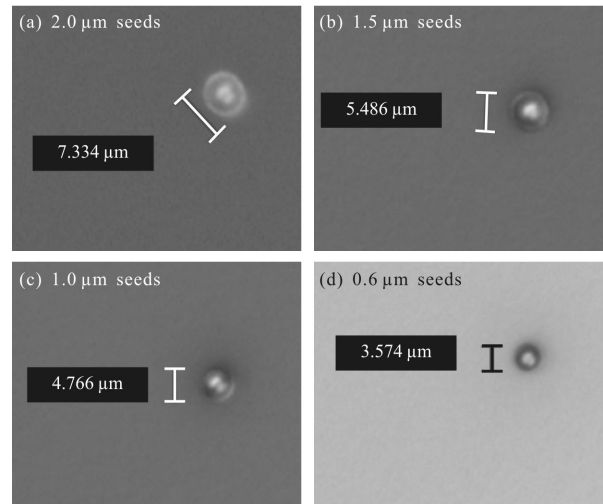 (a) 2.0 µm seeds
7.334 µm
(b) 1.5 µm seeds
5.486 µm
(c) 1.0 µm seeds
4.766 µm
(d) 0.6 µm seeds
3.574 µm